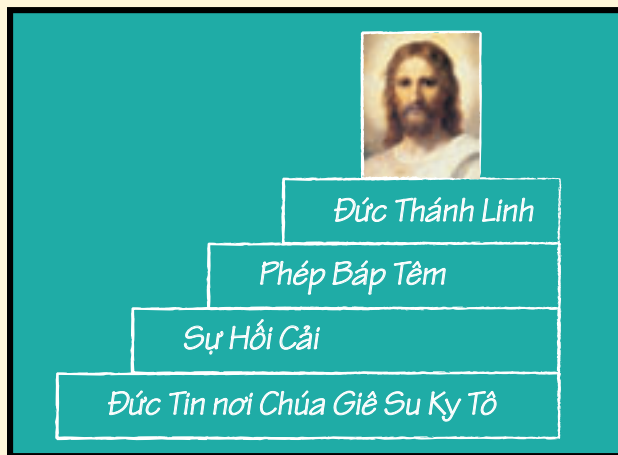 Đức Thánh Linh
Phép Báp Têm
Sự Hối Cải
Đức Tin nơi Chúa Giê Su Ky Tô